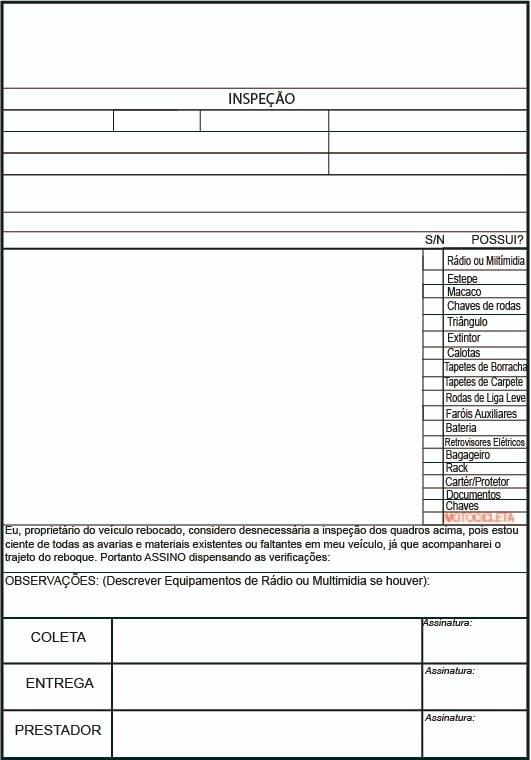 INSPEÇÃO
S/N POSSUI?
Rádio ou Miltímidia
Estepe
Macaco
Chaves de rodas
Triângulo
Extintor
Calotas
Tapetes de Borracha
Tapetes de Carpete
Rodas de Liga Leve
Faróis Auxiliares
Bateria
Retrovisores Elétricos
Bagageiro
Rack
Cartér/Protetor
Documentos
Chaves
MOTOCICLETA
Eu, proprietário do veículo rebocado, considero desnecessária a inspeção dos quadros acima, pois estou
ciente de todas as avarias e materiais existentes ou faltantes em meu veículo, já que acompanharei o
trajeto do reboque. Portanto ASSINO dispensando as verificações:
OBSERVAÇÕES: (Descrever Equipamentos de Rádio ou Multimidia se houver):
COLETA
Assinatura:
ENTREGA
Assinatura:
PRESTADOR
Assinatura: